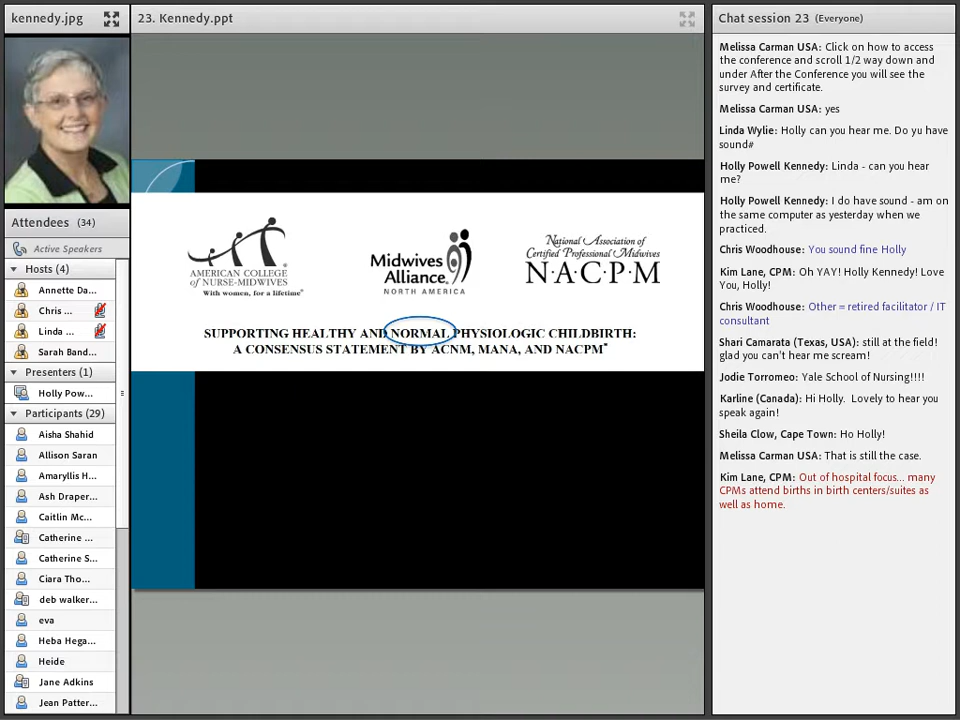 kennedy.jpg
23. Kennedy.ppt
Chat session 23 (Everyone)
Attendees (34)
Active Speakers
Hosts (4)
Annette Da...
Chris ...
Linda ...
Sarah Band...
Presenters (1)
Holly Pow...
Participants (29)
Aisha Shahid
Allison Saran
Amaryllis H...
Ash Draper...
Caitlin Mc...
Catherine ...
Catherine S...
Ciara Tho...
deb walker...
eva
Heba Hega...
Heide
Jane Adkins
Jean Patter...
AMERICAN COLLEGE
OF NURSE-MIDWIVES
With women, for a lifetime®
Midwives
Alliance
NORTH AMERICA
National Association of
Certified Professional Midwives
N·A·C·P·M
SUPPORTING HEALTHY AND NORMAL PHYSIOLOGIC CHILDBIRTH:
A CONSENSUS STATEMENT BY ACNM, MANA, AND NACPM
Melissa Carman USA: Click on how to access
the conference and scroll 1/2 way down and
under After the Conference you will see the
survey and certificate.
Melissa Carman USA: yes
Linda Wylie: Holly can you hear me. Do yu have
sound#
Holly Powell Kennedy: Linda - can you hear
me?
Holly Powell Kennedy: I do have sound - am on
the same computer as yesterday when we
practiced.
Chris Woodhouse: You sound fine Holly
Kim Lane, CPM: Oh YAY! Holly Kennedy! Love
You, Holly!
Chris Woodhouse: Other = retired facilitator / IT
consultant
Shari Camarata (Texas, USA): still at the field!
glad you can't hear me scream!
Jodie Torromeo: Yale School of Nursing!!!!
Karline (Canada): Hi Holly. Lovely to hear you
speak again!
Sheila Clow, Cape Town: Ho Holly!
Melissa Carman USA: That is still the case.
Kim Lane, CPM: Out of hospital focus... many
CPMs attend births in birth centers/suites as
well as home.